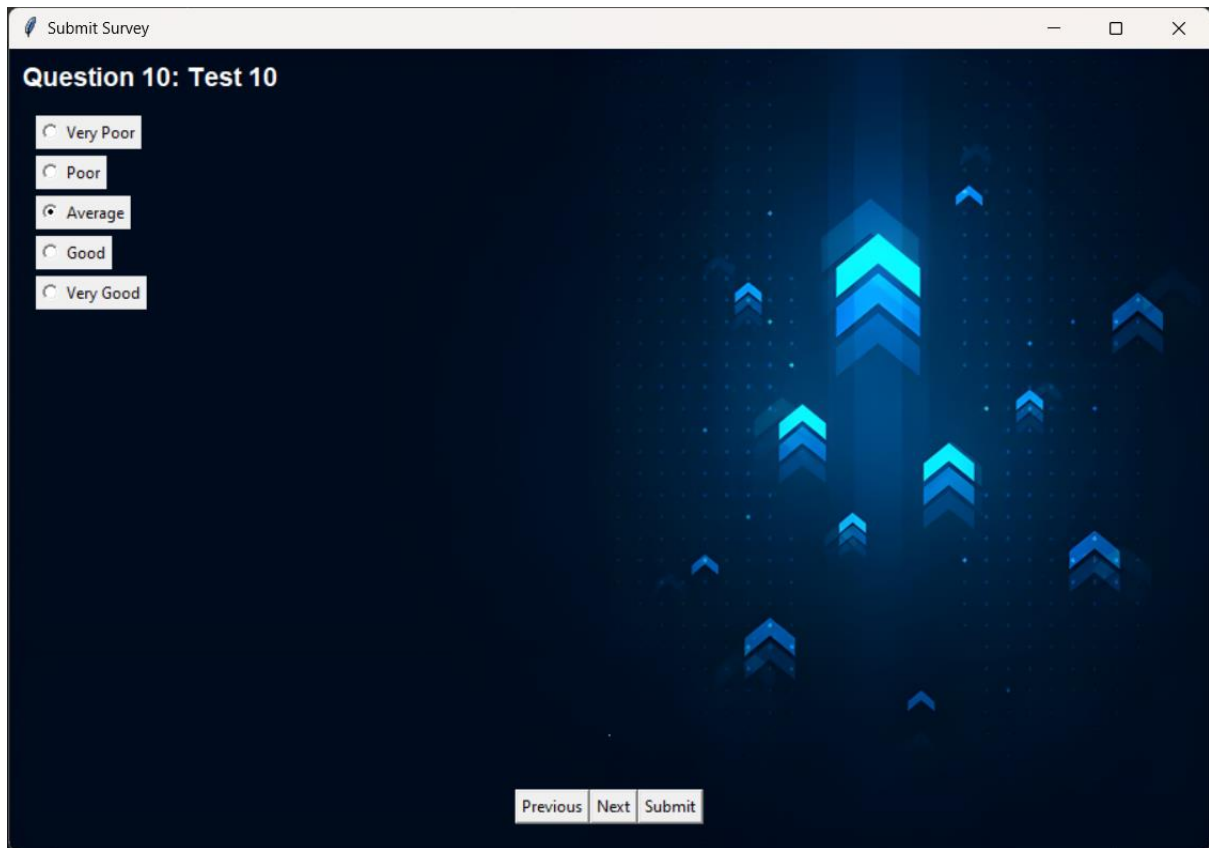 Submit Survey
Question 10: Test 10
Very Poor
Poor
Average
Good
Very Good
Previous Next Submit